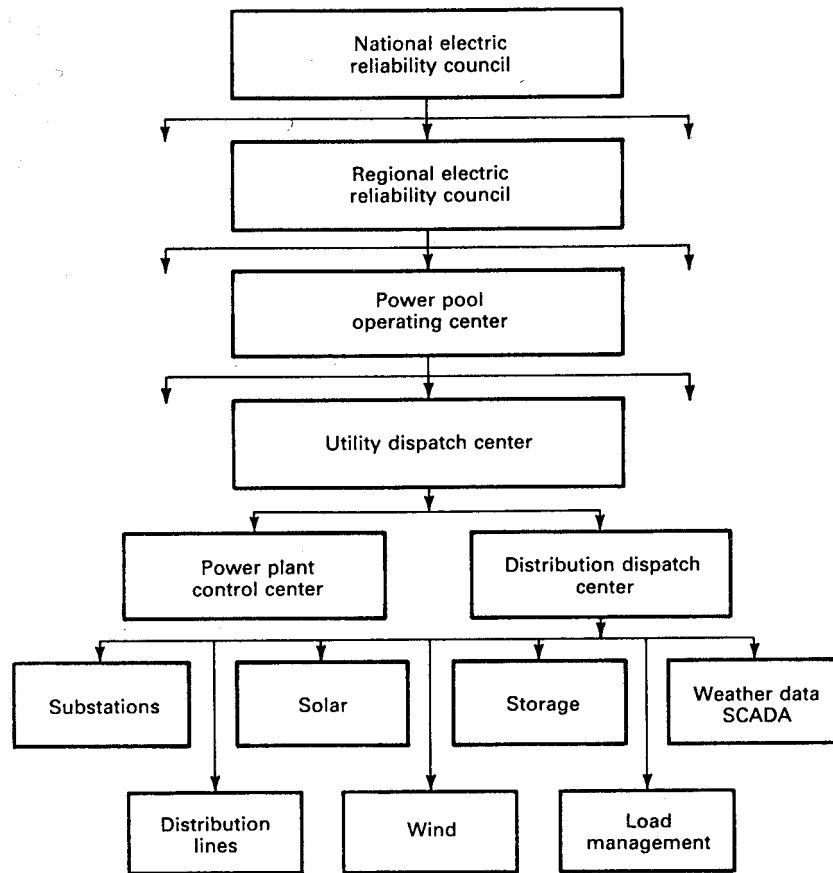 National electric
reliability council
Regional electric
reliability council
Power pool
operating center
Utility dispatch center
Power plant
control center
Distribution dispatch
center
Substations
Solar
Storage
Weather data
SCADA
Distribution
lines
Wind
Load
management